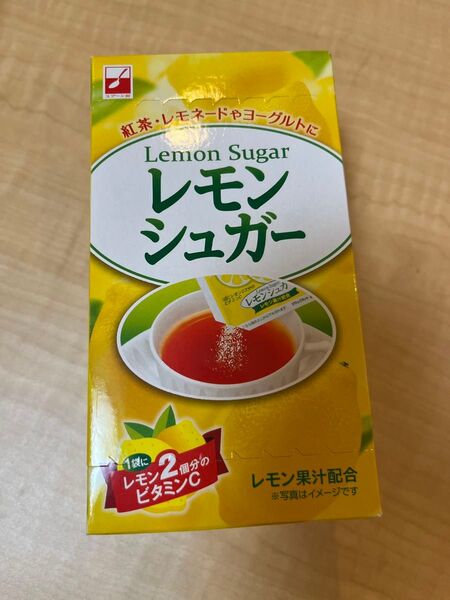 紅茶・レモネードやヨーグルトに
Lemon Sugar
レモン
シュガー
レモンシュガ
1袋に
レモン2個分の
ビタミンC
レモン果汁配合
※写真はイメージです